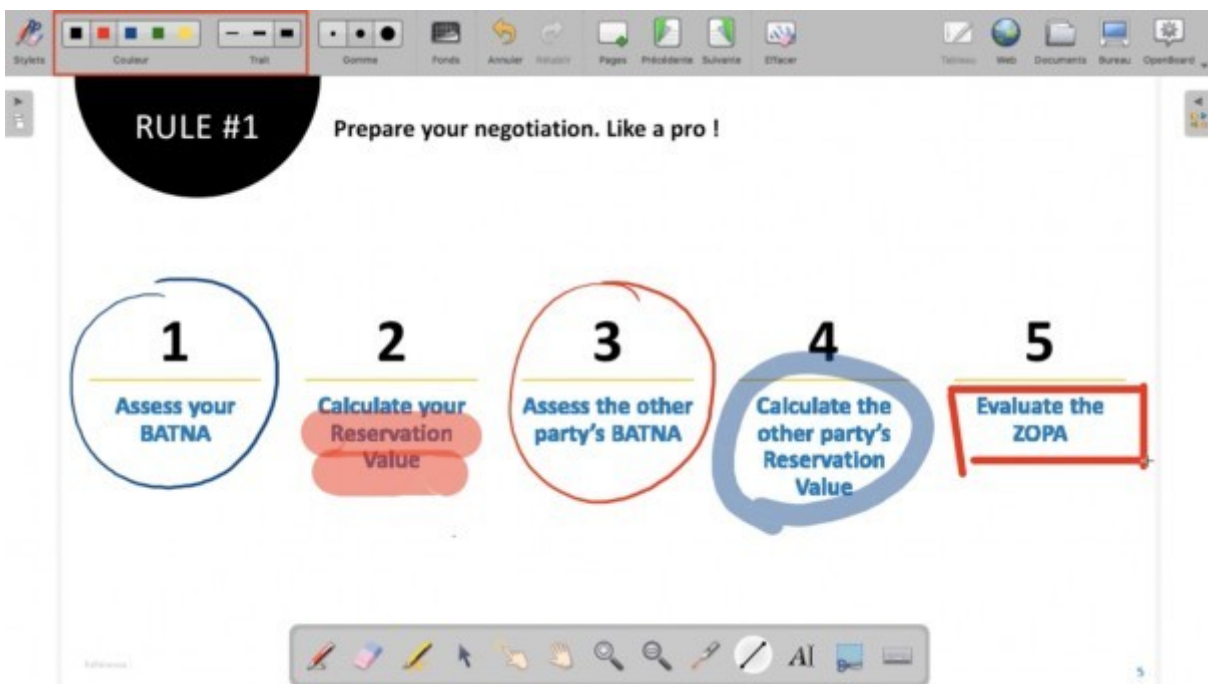 Stylets Couleur Trait Gomme Fonds Annuler Rétablir Pages Précédente Suivante Effacer Tableau Web Documents Bureau OpenBoard
RULE #1
Prepare your negotiation. Like a pro !
1
Assess your
BATNA
2
Calculate your
Reservation
Value
3
Assess the other
party's BATNA
4
Calculate the
other party's
Reservation
Value
5
Evaluate the
ZOPA
AI
5